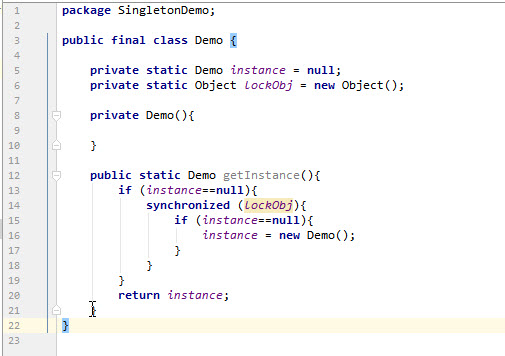 1 package SingletonDemo;
2
3 public final class Demo {
4
5 private static Demo instance = null;
6 private static Object lockObj = new Object();
7
8 private Demo(){
9
10 }
11
12 public static Demo getInstance(){
13 if (instance==null){
14 synchronized (lockObj){
15 if (instance==null){
16 instance = new Demo();
17 }
18 }
19 }
20 return instance;
21 }
22 }
23